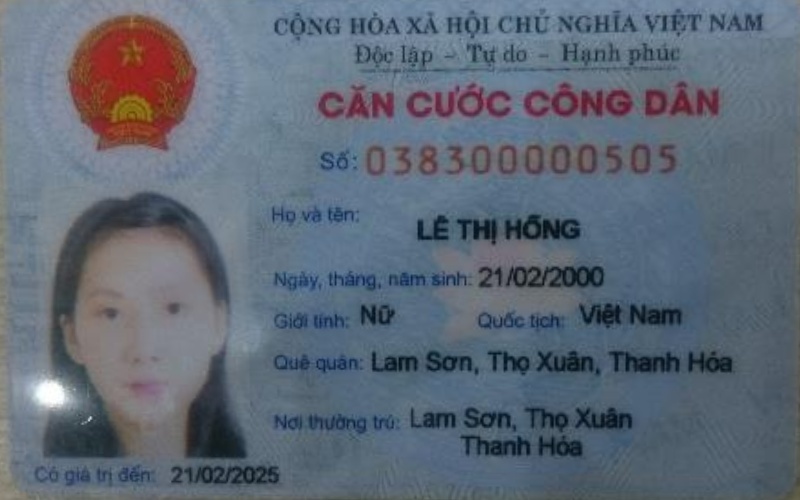 CỘNG HÒA XÃ HỘI CHỦ NGHĨA VIỆT NAM
Độc lập – Tự do – Hạnh phúc
CĂN CƯỚC CÔNG DÂN
Số: 038300000505
Họ và tên: LÊ THỊ HỒNG
Ngày, tháng, năm sinh: 21/02/2000
Giới tính: Nữ Quốc tịch: Việt Nam
Quê quán: Lam Sơn, Thọ Xuân, Thanh Hóa
Nơi thường trú: Lam Sơn, Thọ Xuân
Thanh Hóa
Có giá trị đến: 21/02/2025